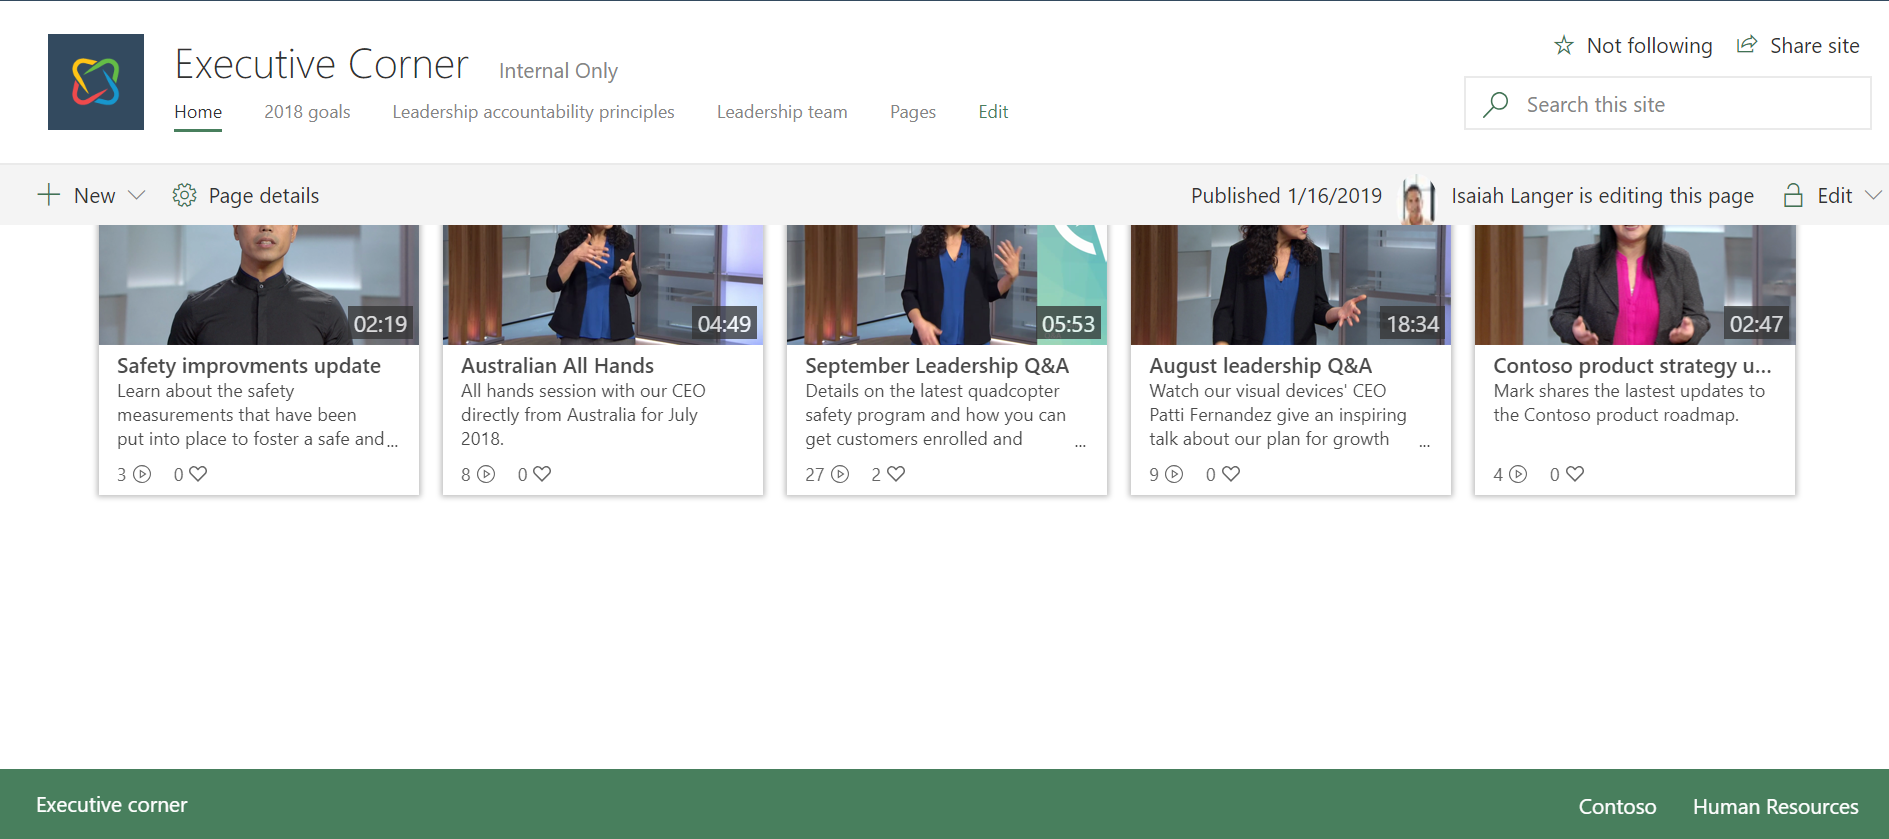 Executive Corner Internal Only
Not following Share site
Home 2018 goals Leadership accountability principles Leadership team Pages Edit
Search this site
New Page details Published 1/16/2019 Isaiah Langer is editing this page Edit
02:19
04:49
05:53
18:34
02:47
Safety improvments update
Learn about the safety
measurements that have been
put into place to foster a safe and...
3 0
Australian All Hands
All hands session with our CEO
directly from Australia for July
2018.
8 0
September Leadership Q&A
Details on the latest quadcopter
safety program and how you can
get customers enrolled and ...
27 2
August leadership Q&A
Watch our visual devices' CEO
Patti Fernandez give an inspiring
talk about our plan for growth ...
9 0
Contoso product strategy u...
Mark shares the lastest updates to
the Contoso product roadmap.
4 0
Executive corner Contoso Human Resources